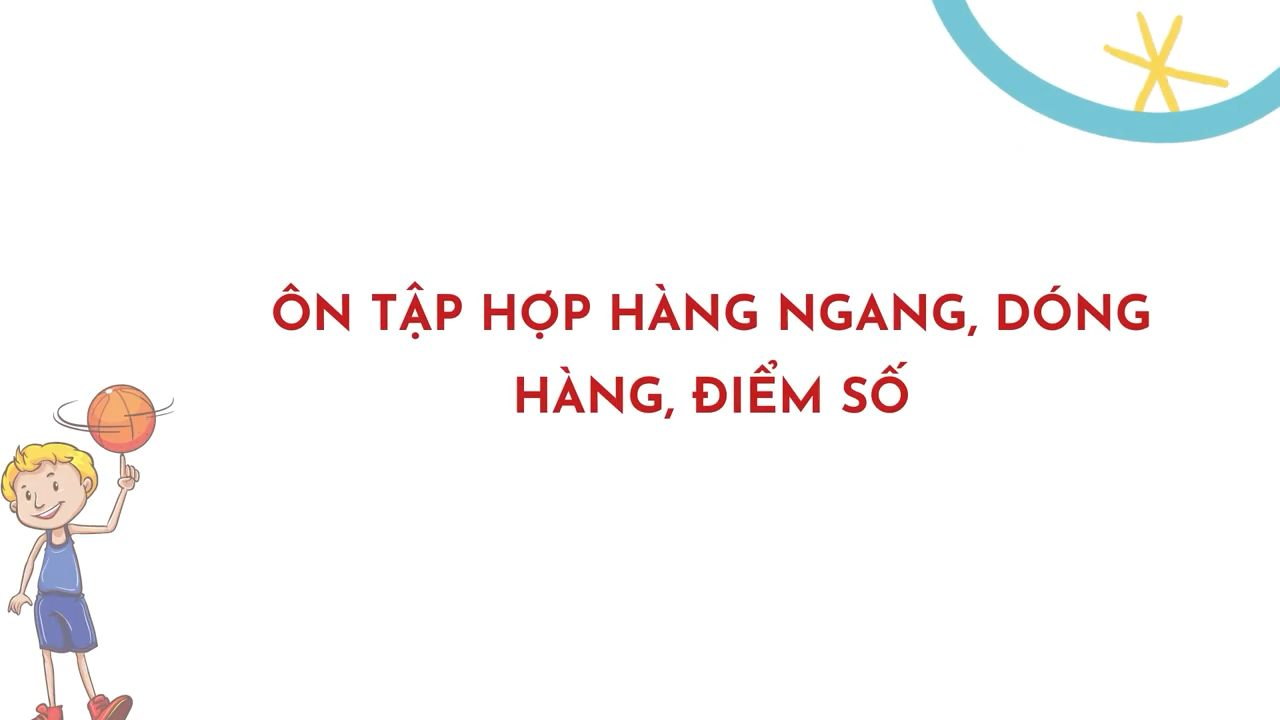 ÔN TẬP HỢP HÀNG NGANG, DÓNG
HÀNG, ĐIỂM SỐ